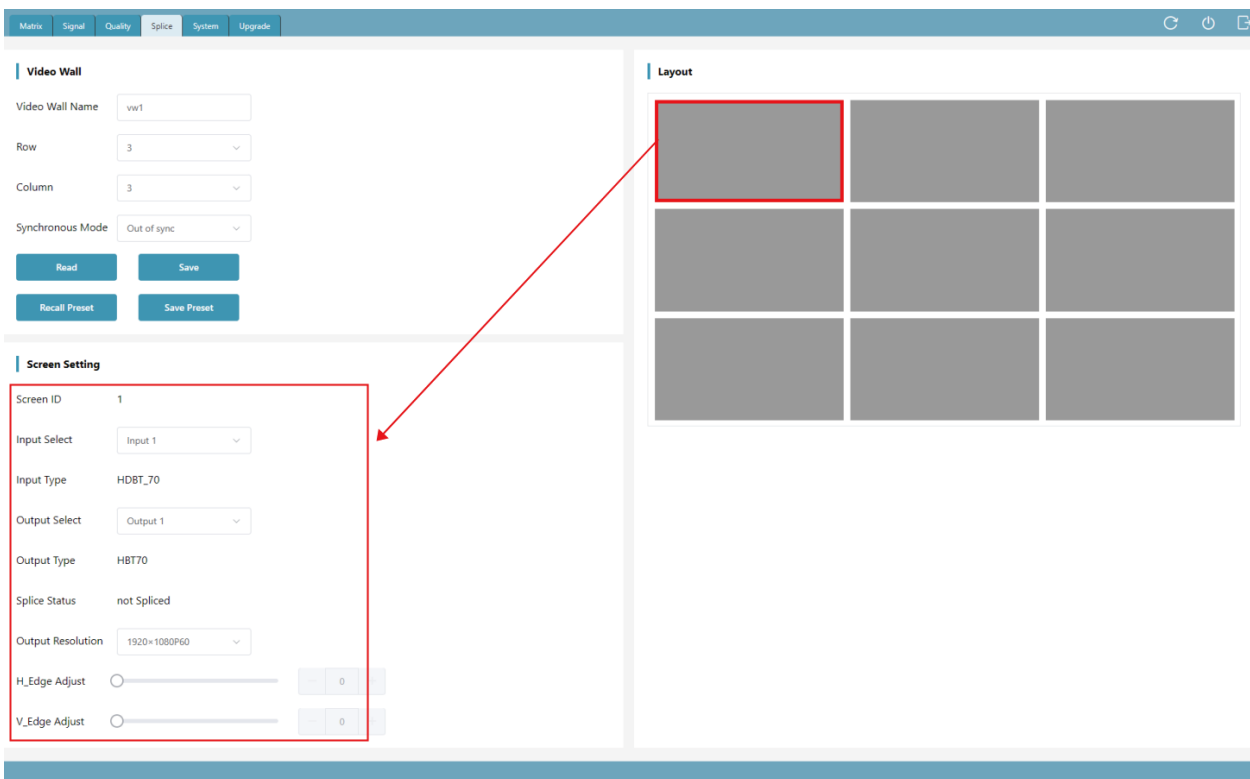 Matrix Signal Quality Splice System Upgrade
Video Wall
Video Wall Name vw1
Row 3
Column 3
Synchronous Mode Out of sync
Read Save
Recall Preset Save Preset
Screen Setting
Screen ID 1
Input Select Input 1
Input Type HDBT_70
Output Select Output 1
Output Type HBT70
Splice Status not Spliced
Output Resolution 1920×1080P60
H_Edge Adjust 0
V_Edge Adjust 0
Layout